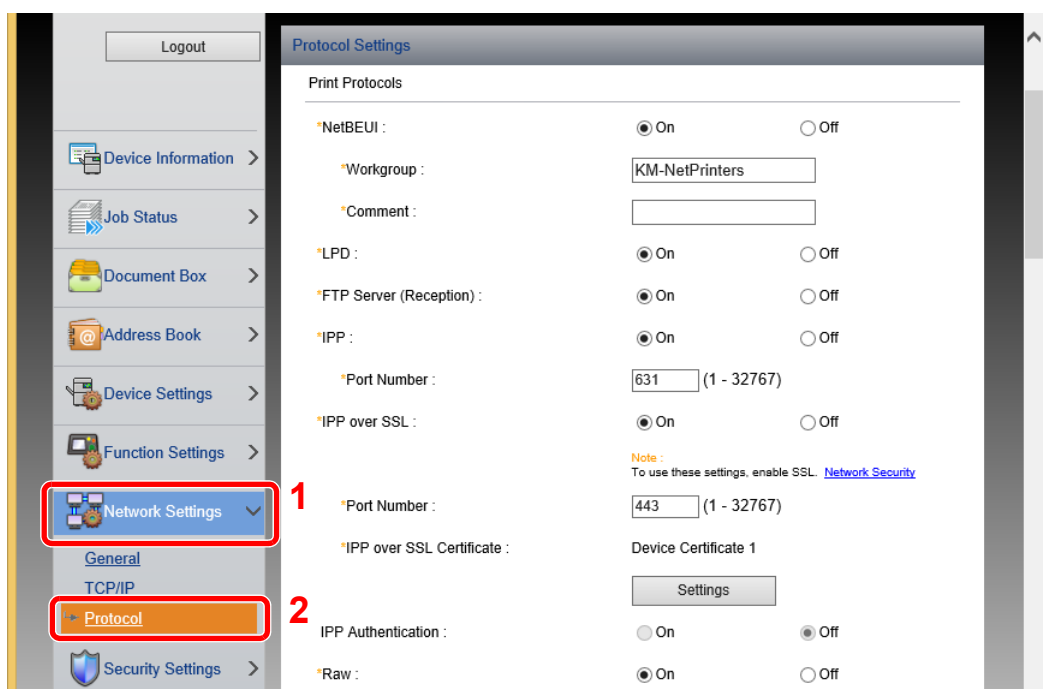 Logout
Device Information
Job Status
Document Box
Address Book
Device Settings
Function Settings
Network Settings
1
General
TCP/IP
Protocol
2
Security Settings
Protocol Settings
Print Protocols
*NetBEUI : On Off
*Workgroup : KM-NetPrinters
*Comment :
*LPD : On Off
*FTP Server (Reception) : On Off
*IPP : On Off
*Port Number : 631 (1 - 32767)
*IPP over SSL : On Off
Note :
To use these settings, enable SSL. Network Security
*Port Number : 443 (1 - 32767)
*IPP over SSL Certificate : Device Certificate 1
Settings
IPP Authentication : On Off
*Raw : On Off